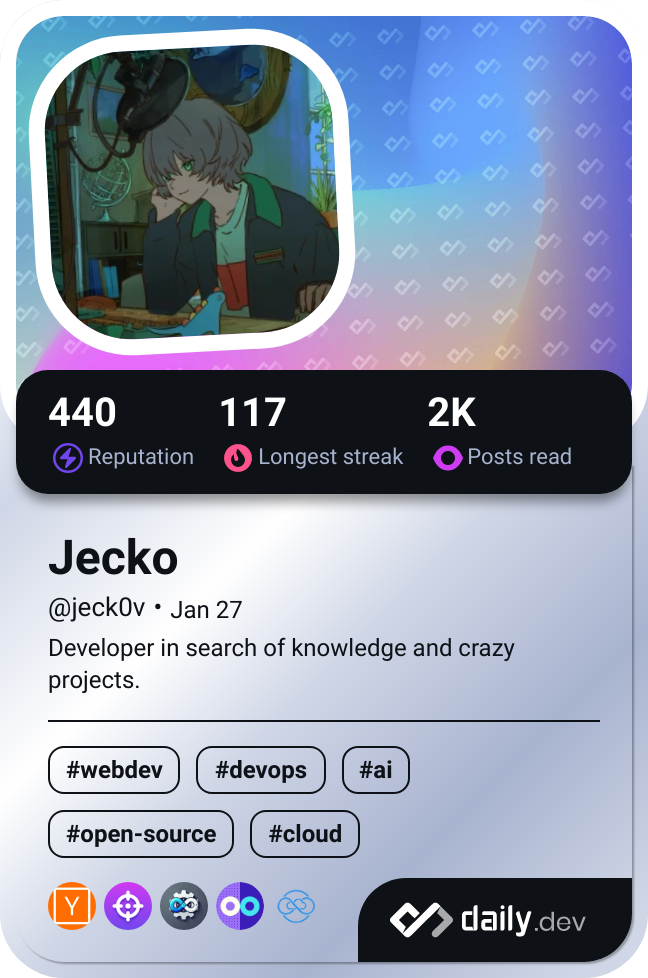 440 117 2K
Reputation Longest streak Posts read
Jecko
@jeck0v • Jan 27
Developer in search of knowledge and crazy
projects.
#webdev #devops #ai
#open-source #cloud
Y
daily.dev